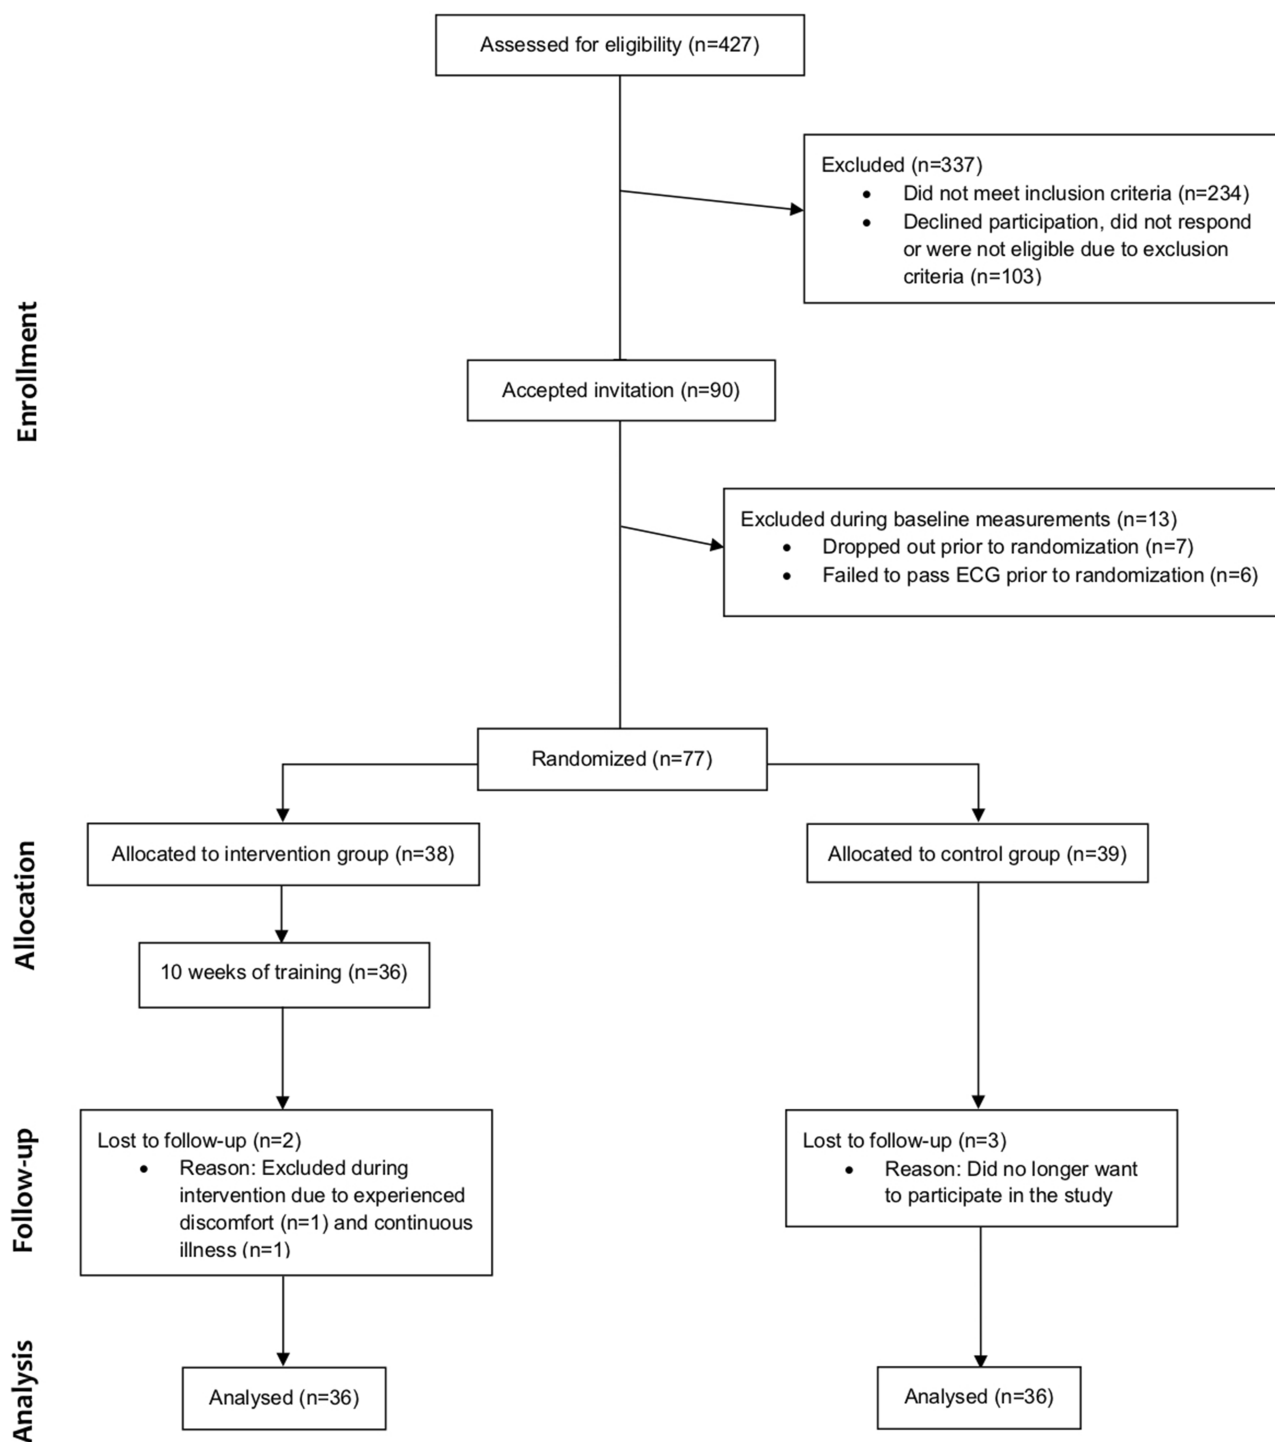 Assessed for eligibility (n=427)
Excluded (n=337)
• Did not meet inclusion criteria (n=234)
• Declined participation, did not respond
or were not eligible due to exclusion
criteria (n=103)
Enrollment
Accepted invitation (n=90)
Excluded during baseline measurements (n=13)
• Dropped out prior to randomization (n=7)
• Failed to pass ECG prior to randomization (n=6)
Randomized (n=77)
Allocation
Allocated to intervention group (n=38)
Allocated to control group (n=39)
10 weeks of training (n=36)
Follow-up
Lost to follow-up (n=2)
• Reason: Excluded during
intervention due to experienced
discomfort (n=1) and continuous
illness (n=1)
Lost to follow-up (n=3)
• Reason: Did no longer want
to participate in the study
Analysis
Analysed (n=36)
Analysed (n=36)